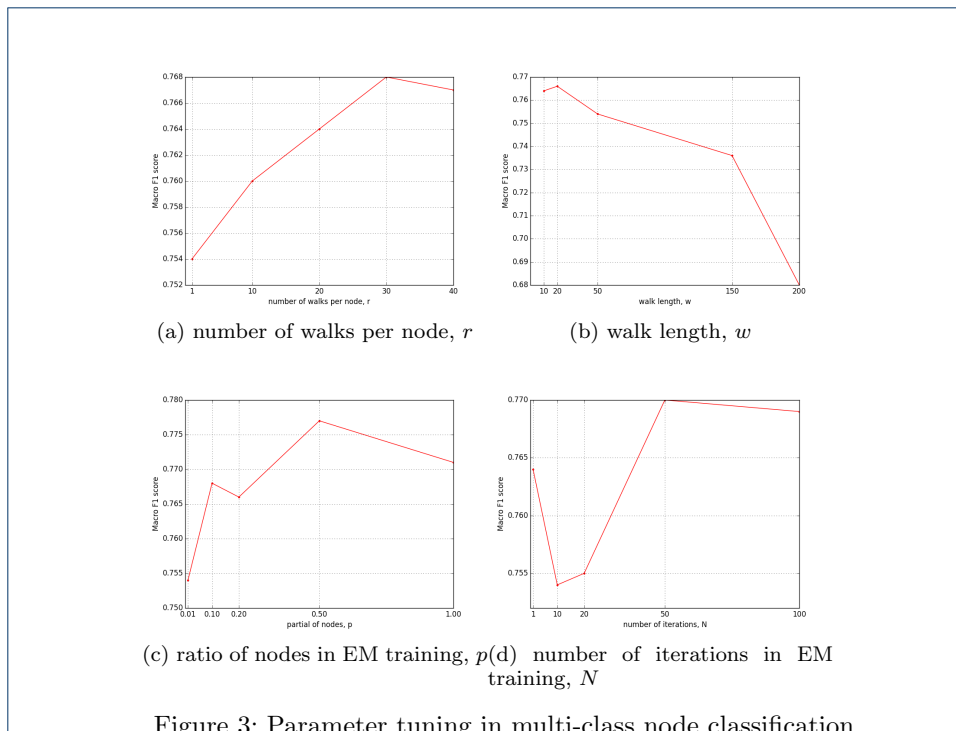 0.768
0.766
0.764
0.762
0.760
0.758
0.756
0.754
0.752
Macro F1 score
1 10 20 30 40
number of walks per node, r
(a) number of walks per node, r
0.77
0.76
0.75
0.74
0.73
0.72
0.71
0.70
0.69
0.68
Macro F1 score
10 20 50 150 200
walk length, w
(b) walk length, w
0.780
0.775
0.770
0.765
0.760
0.755
0.750
Macro F1 score
0.01 0.10 0.20 0.50 1.00
partial of nodes, p
(c) ratio of nodes in EM training, p
0.770
0.765
0.760
0.755
Macro F1 score
1 10 20 50 100
number of iterations, N
(d) number of iterations in EM
training, N
Figure 3: Parameter tuning in multi-class node classification